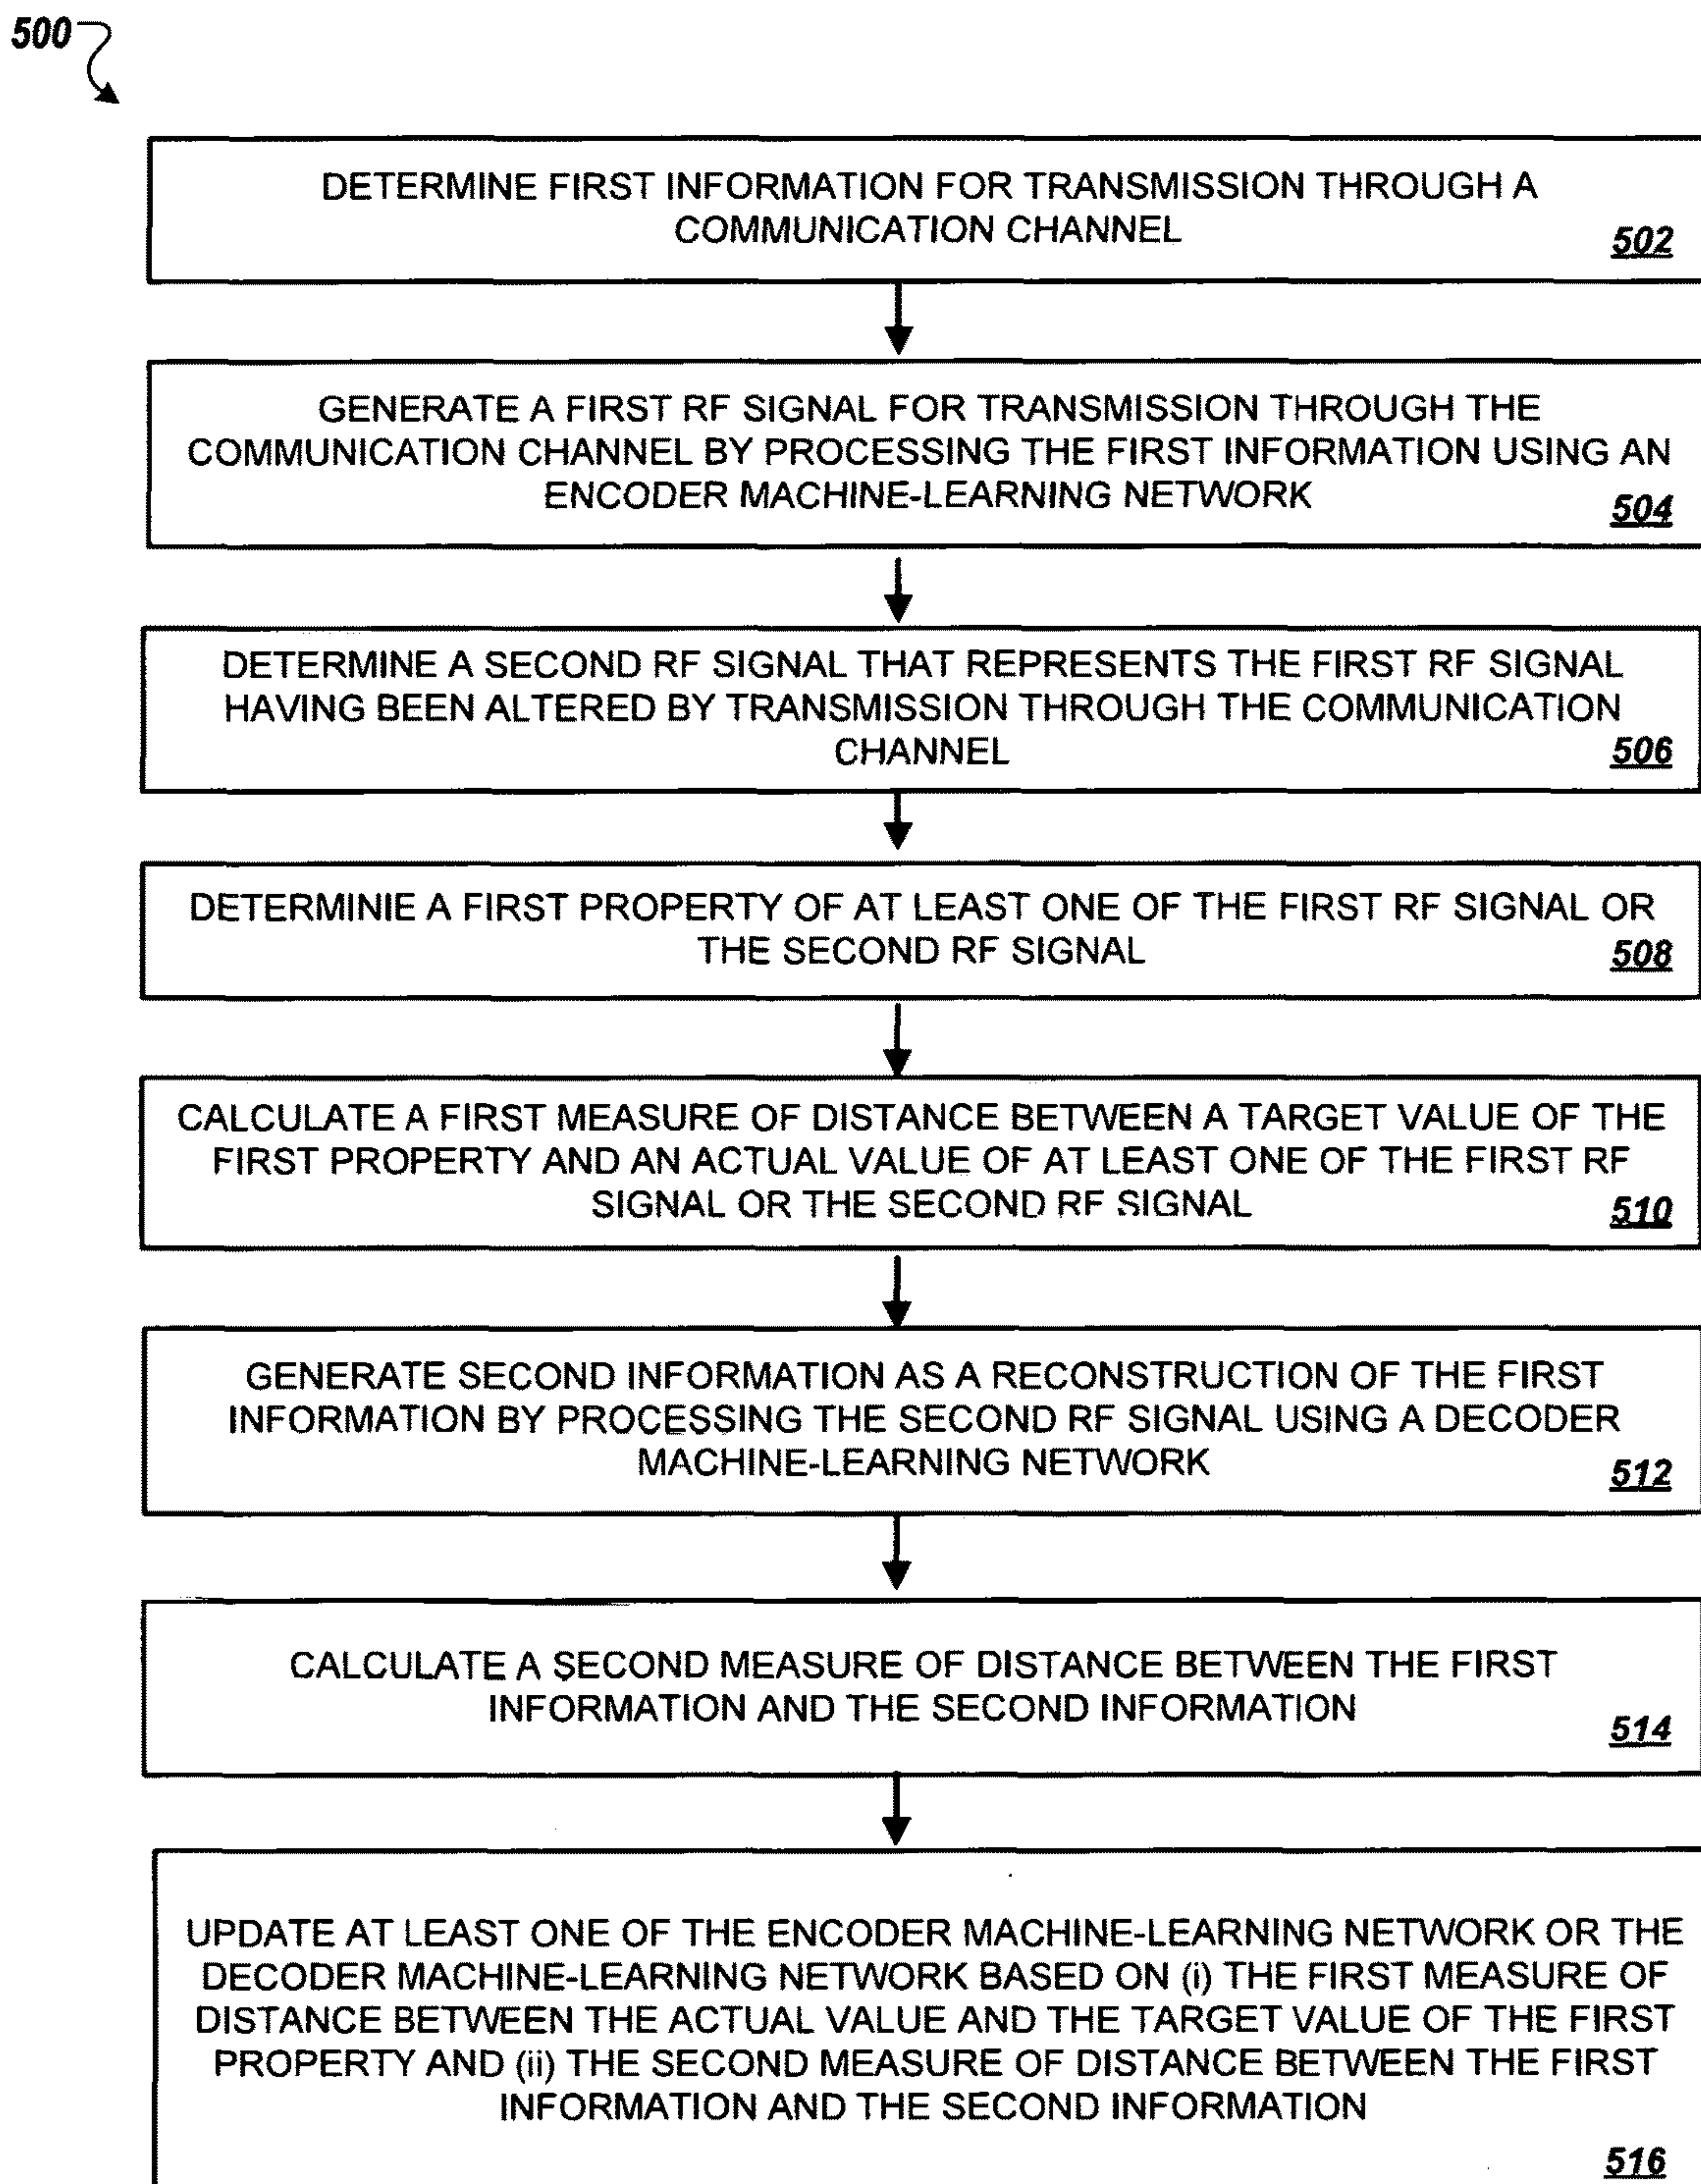 500
DETERMINE FIRST INFORMATION FOR TRANSMISSION THROUGH A
COMMUNICATION CHANNEL
502
GENERATE A FIRST RF SIGNAL FOR TRANSMISSION THROUGH THE
COMMUNICATION CHANNEL BY PROCESSING THE FIRST INFORMATION USING AN
ENCODER MACHINE-LEARNING NETWORK
504
DETERMINE A SECOND RF SIGNAL THAT REPRESENTS THE FIRST RF SIGNAL
HAVING BEEN ALTERED BY TRANSMISSION THROUGH THE COMMUNICATION
CHANNEL
506
DETERMINIE A FIRST PROPERTY OF AT LEAST ONE OF THE FIRST RF SIGNAL OR
THE SECOND RF SIGNAL
508
CALCULATE A FIRST MEASURE OF DISTANCE BETWEEN A TARGET VALUE OF THE
FIRST PROPERTY AND AN ACTUAL VALUE OF AT LEAST ONE OF THE FIRST RF
SIGNAL OR THE SECOND RF SIGNAL
510
GENERATE SECOND INFORMATION AS A RECONSTRUCTION OF THE FIRST
INFORMATION BY PROCESSING THE SECOND RF SIGNAL USING A DECODER
MACHINE-LEARNING NETWORK
512
CALCULATE A SECOND MEASURE OF DISTANCE BETWEEN THE FIRST
INFORMATION AND THE SECOND INFORMATION
514
UPDATE AT LEAST ONE OF THE ENCODER MACHINE-LEARNING NETWORK OR THE
DECODER MACHINE-LEARNING NETWORK BASED ON (i) THE FIRST MEASURE OF
DISTANCE BETWEEN THE ACTUAL VALUE AND THE TARGET VALUE OF THE FIRST
PROPERTY AND (ii) THE SECOND MEASURE OF DISTANCE BETWEEN THE FIRST
INFORMATION AND THE SECOND INFORMATION
516